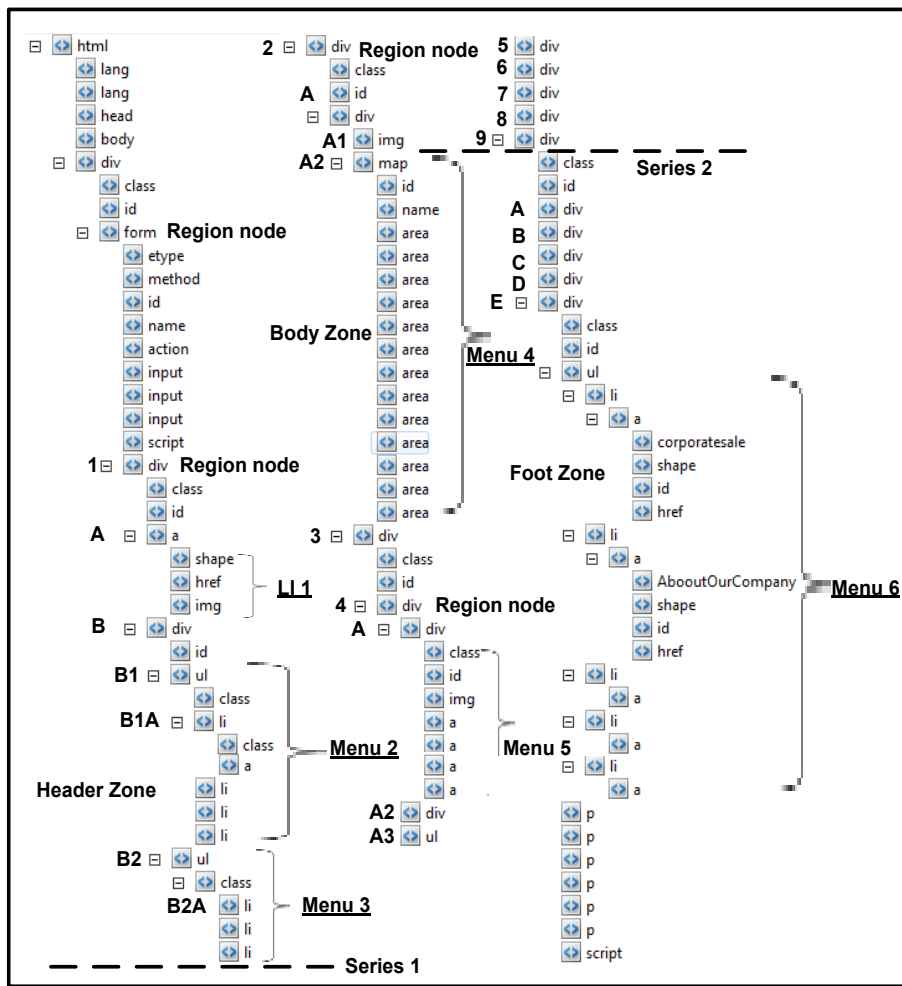 html
lang
lang
head
body
div
class
id
form Region node
etype
method
id
name
action
input
input
input
script
1 div Region node
class
id
A a
shape
href
img
LI 1
B div
id
B1 ul
class
B1A li
class
a
Menu 2
Header Zone
li
li
li
B2 ul
class
B2A li
li
li
Menu 3
Series 1
2 div Region node
class
A id
div
A1 img
A2 map
id
name
area
area
area
area
area
area
area
area
area
area
area
area
area
Body Zone
Menu 4
3 div
class
id
4 div Region node
A div
class
id
img
a
a
a
a
Menu 5
A2 div
A3 ul
5 div
6 div
7 div
8 div
9 div
Series 2
class
id
A div
B div
C div
D div
E div
class
id
ul
li
a
corporatesale
shape
id
href
Foot Zone
li
a
AbooutOurCompany
shape
id
href
Menu 6
li
a
li
a
li
a
p
p
p
p
p
p
script